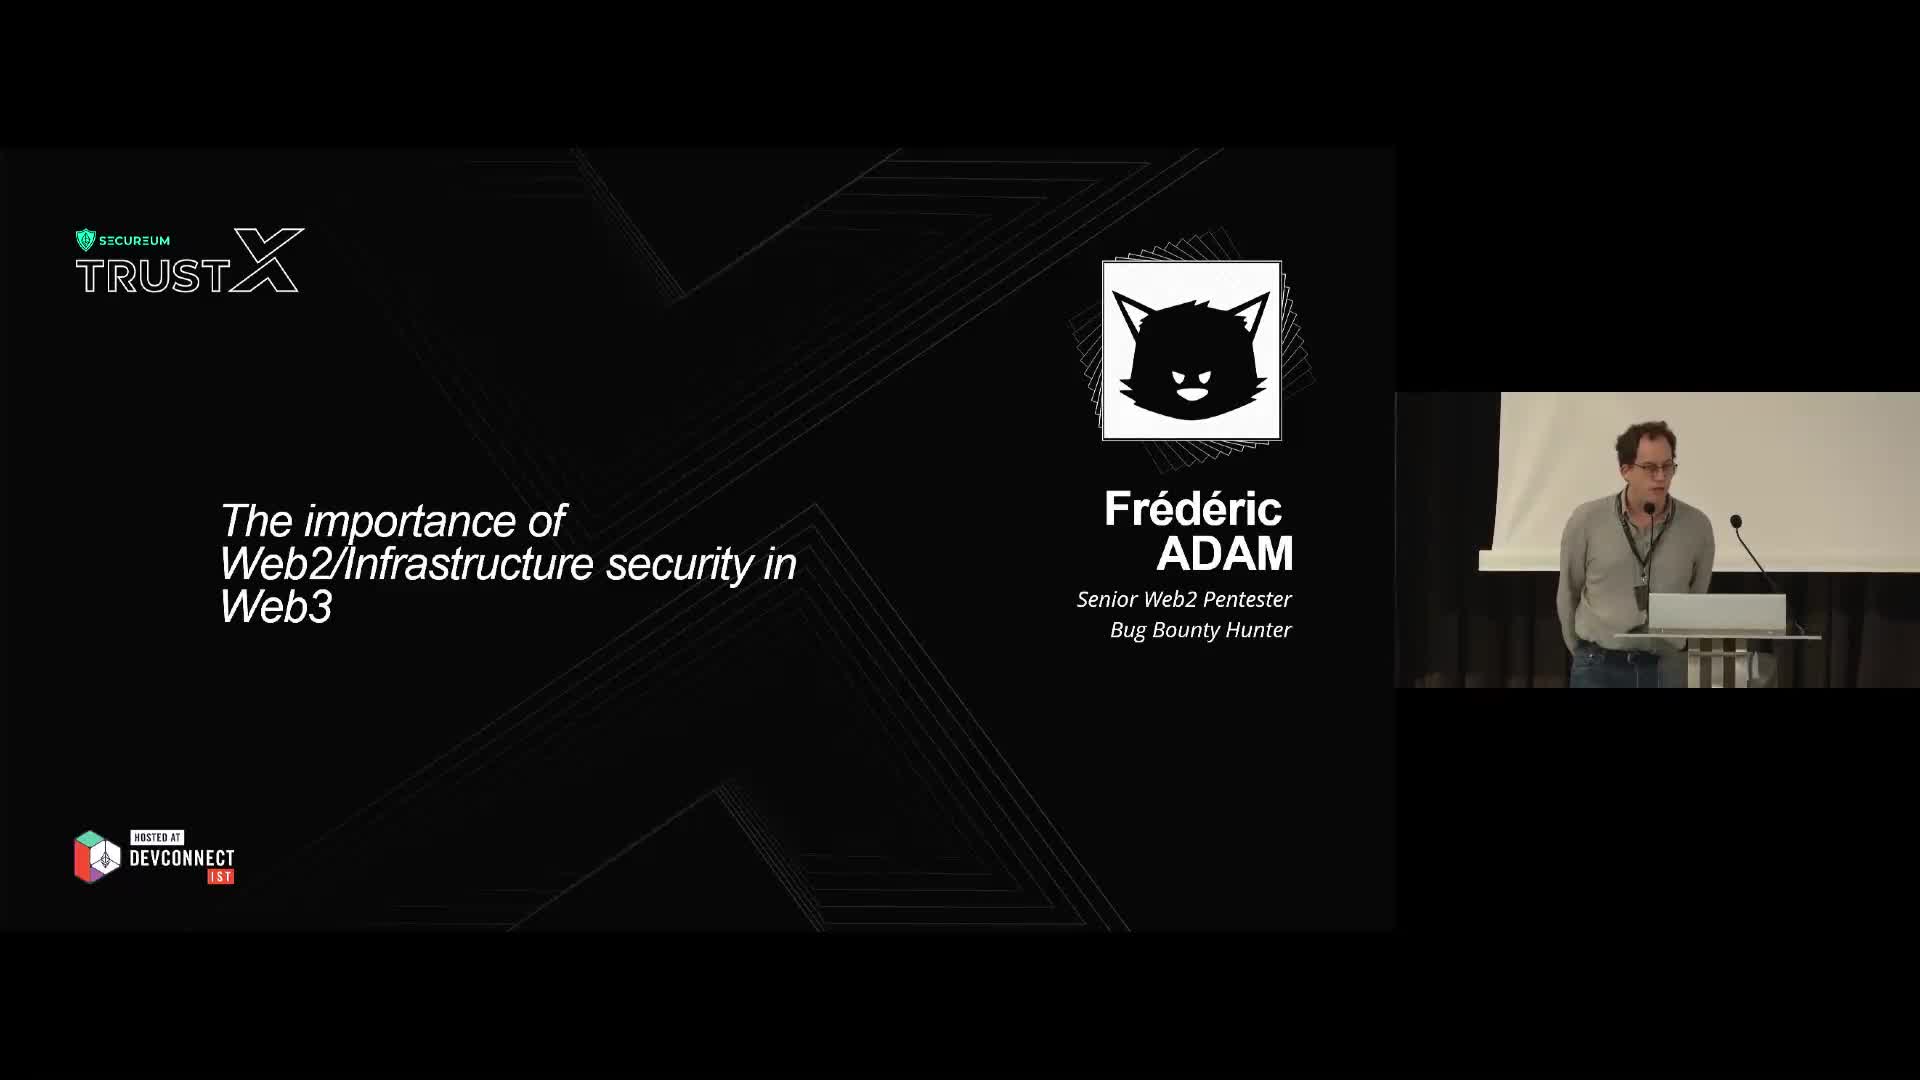 SECUREUM
TRUSTX
The importance of
Web2/Infrastructure security in
Web3
Frédéric
ADAM
Senior Web2 Pentester
Bug Bounty Hunter
HOSTED AT
DEVCONNECT
IST